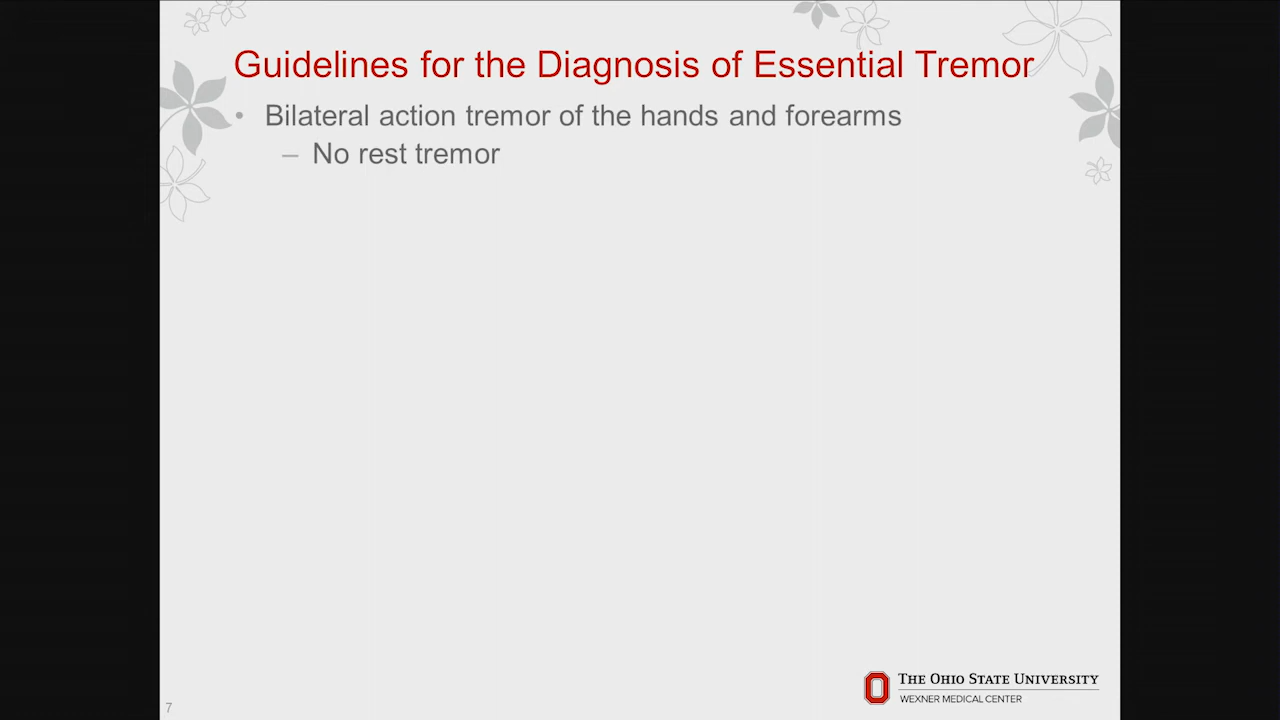 Guidelines for the Diagnosis of Essential Tremor
• Bilateral action tremor of the hands and forearms
– No rest tremor
THE OHIO STATE UNIVERSITY
WEXNER MEDICAL CENTER
7